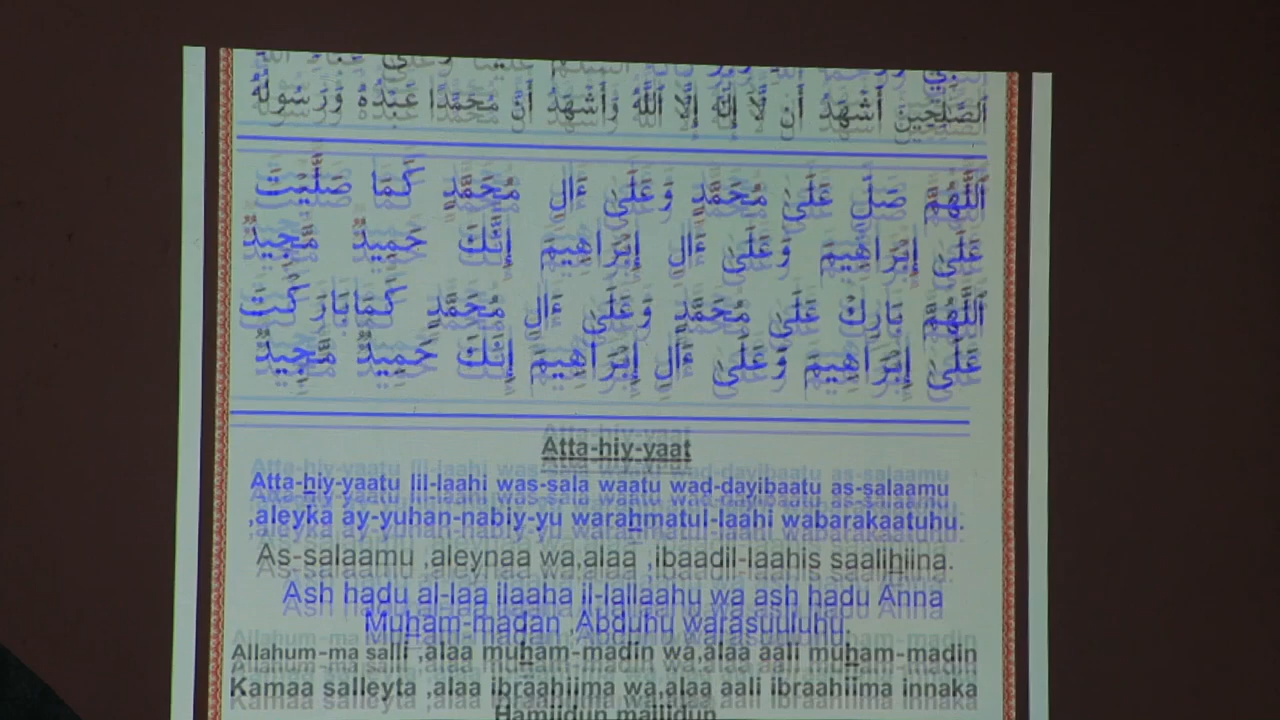 ٱلصَّٰلِحِينَ أَشْهَدُ أَن لَّا إِلَٰهَ إِلَّا ٱللَّهُ وَأَشْهَدُ أَنَّ مُحَمَّدًا عَبْدُهُ وَرَسُولُهُ
ٱللَّهُمَّ صَلِّ عَلَىٰ مُحَمَّدٍ وَعَلَىٰ ءَالِ مُحَمَّدٍ كَمَا صَلَّيْتَ
عَلَىٰ إِبْرَاهِيمَ وَعَلَىٰ ءَالِ إِبْرَاهِيمَ إِنَّكَ حَمِيدٌ مَّجِيدٌ
ٱللَّهُمَّ بَارِكْ عَلَىٰ مُحَمَّدٍ وَعَلَىٰ ءَالِ مُحَمَّدٍ كَمَا بَارَكْتَ
عَلَىٰ إِبْرَاهِيمَ وَعَلَىٰ ءَالِ إِبْرَاهِيمَ إِنَّكَ حَمِيدٌ مَّجِيدٌ
Atta-hiy-yaat
Atta-hiy-yaatu lil-laahi was-sala waatu wad-dayibaatu as-salaamu
,aleyka ay-yuhan-nabiy-yu warahmatul-laahi wabarakaatuhu.
As-salaamu ,aleynaa wa,alaa ,ibaadil-laahis saalihiina.
Ash hadu al-laa ilaaha il-lallaahu wa ash hadu Anna
Muham-madan ,Abduhu warasuuluhu.
Allahum-ma salli ,alaa muham-madin wa,alaa aali muham-madin
Kamaa salleyta ,alaa ibraahiima wa,alaa aali ibraahiima innaka
Hamiidun majiidun